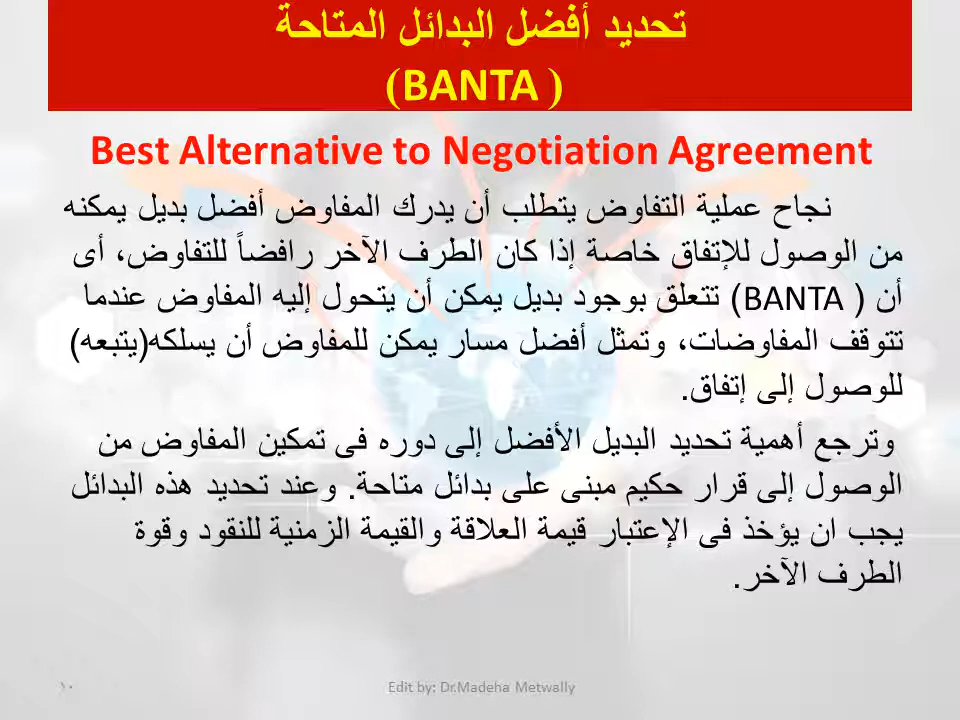 تحديد أفضل البدائل المتاحة
(BANTA )
Best Alternative to Negotiation Agreement
نجاح عملية التفاوض يتطلب أن يدرك المفاوض أفضل بديل يمكنه
من الوصول للإتفاق خاصة إذا كان الطرف الآخر رافضاً للتفاوض، أى
أن ( BANTA) تتعلق بوجود بديل يمكن أن يتحول إليه المفاوض عندما
تتوقف المفاوضات، وتمثل أفضل مسار يمكن للمفاوض أن يسلكه(يتبعه)
للوصول إلى إتفاق.
وترجع أهمية تحديد البديل الأفضل إلى دوره فى تمكين المفاوض من
الوصول إلى قرار حكيم مبنى على بدائل متاحة. وعند تحديد هذه البدائل
يجب ان يؤخذ فى الإعتبار قيمة العلاقة والقيمة الزمنية للنقود وقوة
الطرف الآخر.
Edit by: Dr.Madeha Metwally
١٠